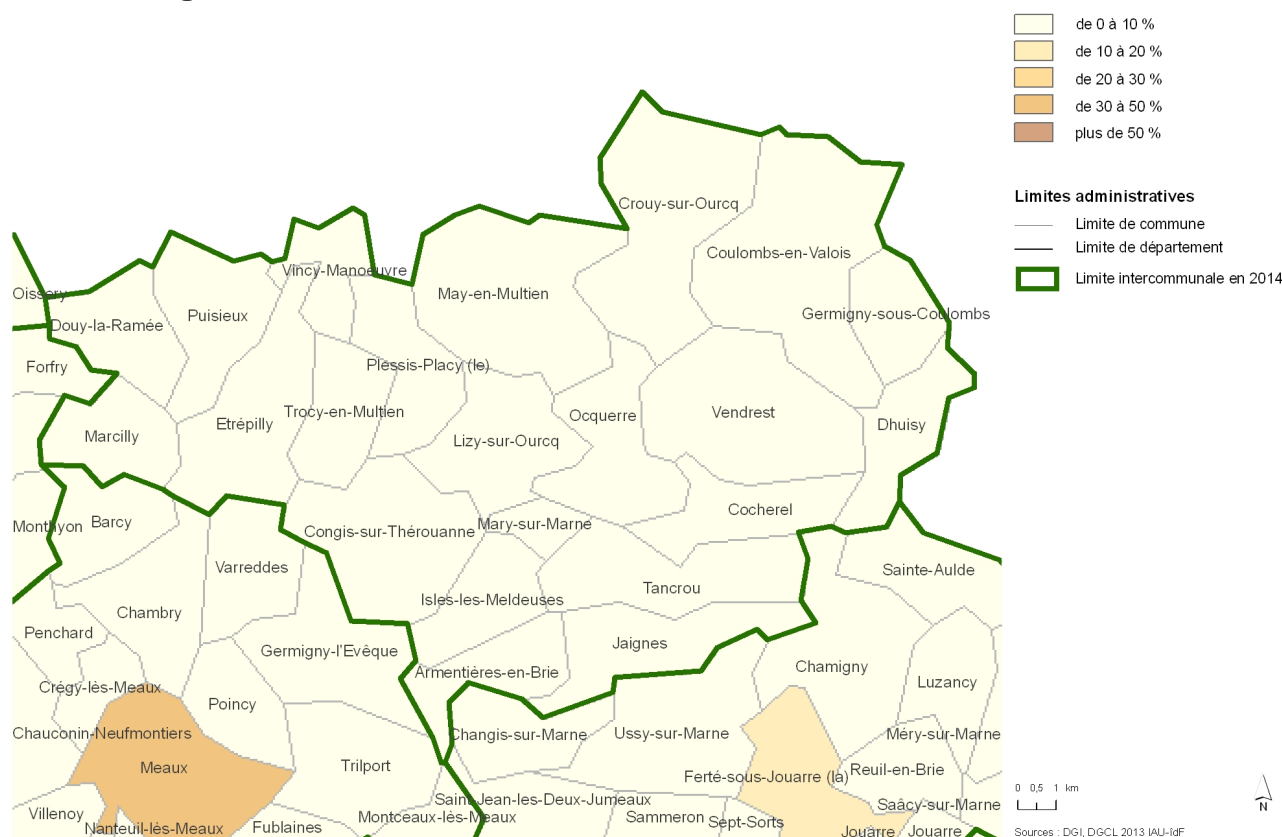 de 0 à 10 %
de 10 à 20 %
de 20 à 30 %
de 30 à 50 %
plus de 50 %
Limites administratives
Limite de commune
Limite de département
Limite intercommunale en 2014
Crouy-sur-Ourcq
Coulombs-en-Valois
Vincy-Manoeuvre
Oissery
May-en-Multien
Puisieux
Germigny-sous-Coulombs
Douy-la-Ramée
Forfry
Plessis-Placy (le)
Trocy-en-Multien
Ocquerre
Vendrest
Etrépilly
Dhuisy
Marcilly
Lizy-sur-Ourcq
Cocherel
Monthyon
Barcy
Congis-sur-Thérouanne
Mary-sur-Marne
Varreddes
Sainte-Aulde
Tancrou
Isles-les-Meldeuses
Chambry
Penchard
Jaignes
Germigny-l'Evêque
Armentières-en-Brie
Chamigny
Luzancy
Crégy-lès-Meaux
Poincy
Chauconin-Neufmontiers
Changis-sur-Marne
Ussy-sur-Marne
Méry-sur-Marne
Meaux
Trilport
Ferté-sous-Jouarre (la)
Reuil-en-Brie
Saint-Jean-les-Deux-Jumeaux
Saâcy-sur-Marne
Villenoy
Montceaux-lès-Meaux
Sammeron
Sept-Sorts
Nanteuil-lès-Meaux
Fublaines
Jouarre
Jouarre
0 0,5 1 km
N
Sources : DGI, DGCL 2013 IAU-îdF